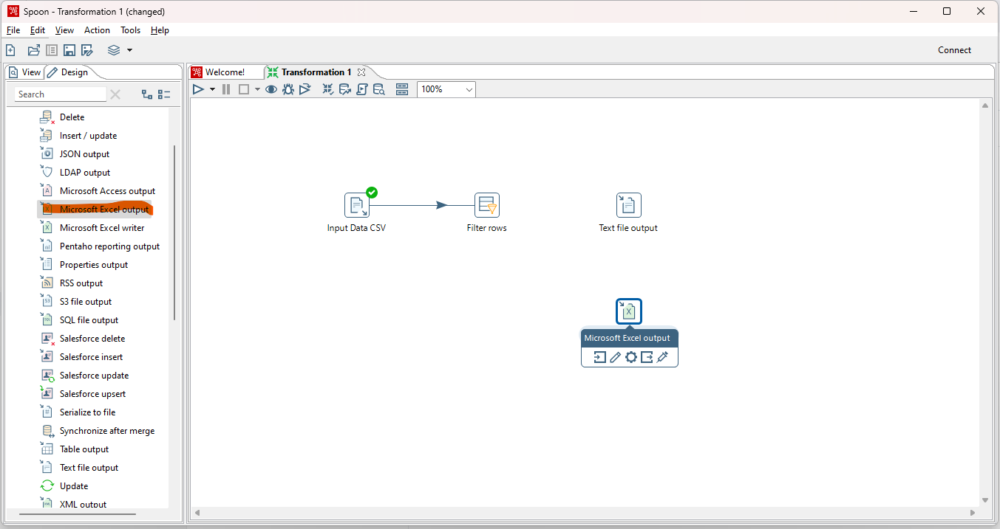 Spoon - Transformation 1 (changed)
File Edit View Action Tools Help
Connect
View Design
Welcome! Transformation 1
Search
100%
Delete
Insert / update
JSON output
LDAP output
Microsoft Access output
Microsoft Excel output
Microsoft Excel writer
Pentaho reporting output
Properties output
RSS output
S3 file output
SQL file output
Salesforce delete
Salesforce insert
Salesforce update
Salesforce upsert
Serialize to file
Synchronize after merge
Table output
Text file output
Update
XML output
Input Data CSV
Filter rows
Text file output
Microsoft Excel output